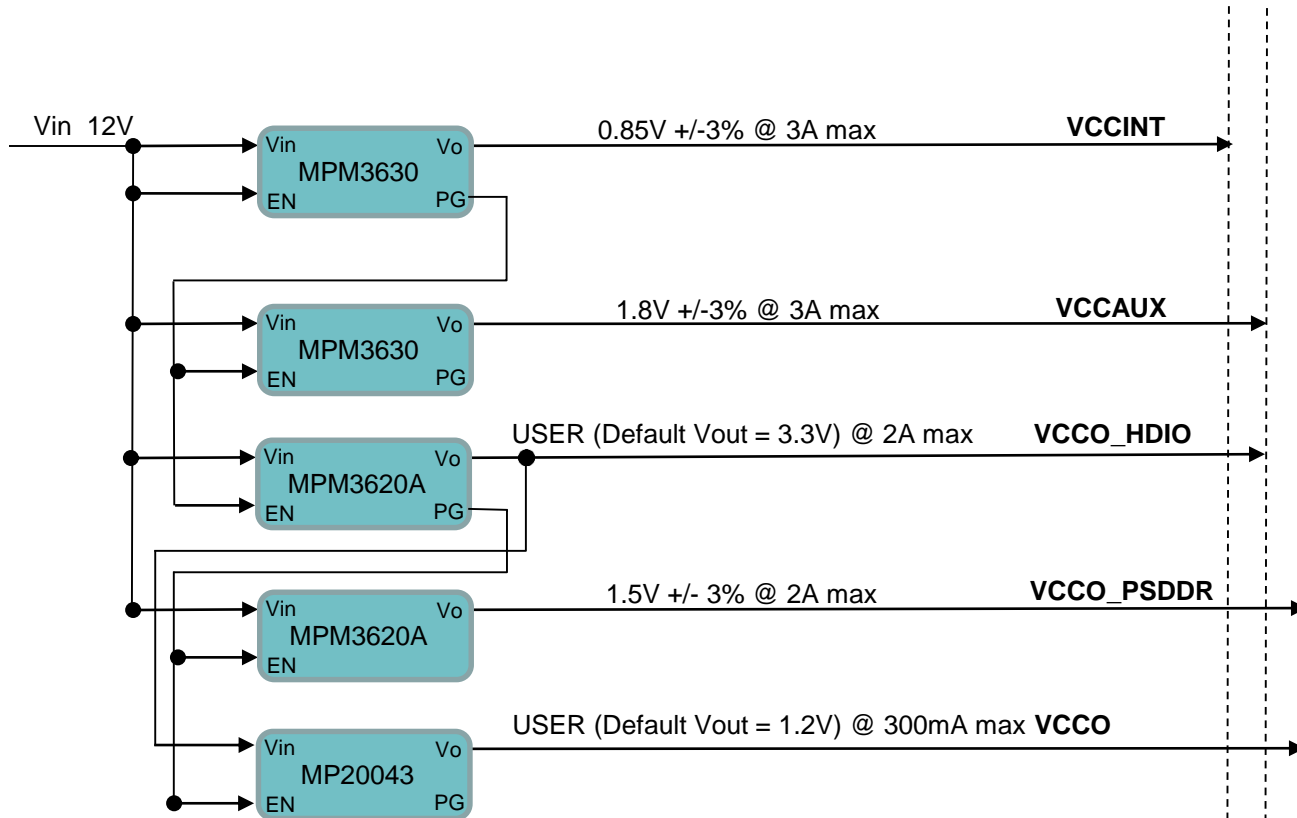 Vin 12V
Vin
Vo
MPM3630
EN
PG
0.85V +/-3% @ 3A max
VCCINT
Vin
Vo
MPM3630
EN
PG
1.8V +/-3% @ 3A max
VCCAUX
Vin
Vo
MPM3620A
EN
PG
USER (Default Vout = 3.3V) @ 2A max
VCCO_HDIO
Vin
Vo
MPM3620A
EN
1.5V +/- 3% @ 2A max
VCCO_PSDDR
Vin
Vo
MP20043
EN
PG
USER (Default Vout = 1.2V) @ 300mA max VCCO